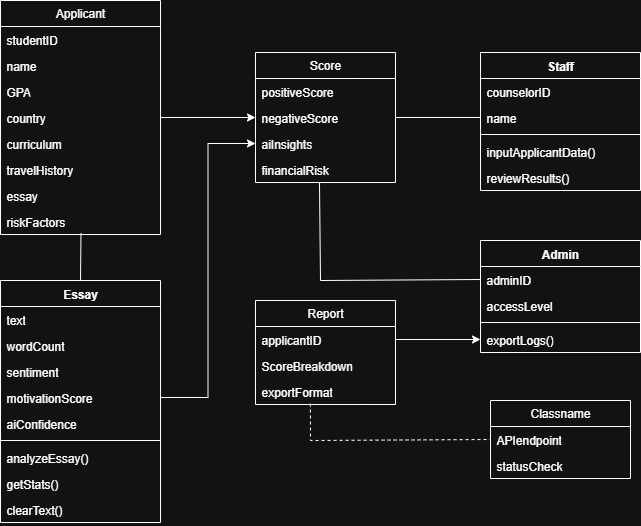 Applicant
studentID
name
GPA
country
curriculum
travelHistory
essay
riskFactors
Score
positiveScore
negativeScore
aiInsights
financialRisk
Staff
counselorID
name
inputApplicantData()
reviewResults()
Essay
text
wordCount
sentiment
motivationScore
aiConfidence
analyzeEssay()
getStats()
clearText()
Report
applicantID
ScoreBreakdown
exportFormat
Admin
adminID
accessLevel
exportLogs()
Classname
APIendpoint
statusCheck